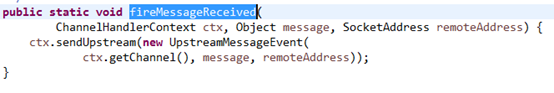 public static void fireMessageReceived(
ChannelHandlerContext ctx, Object message, SocketAddress remoteAddress) {
ctx.sendUpstream(new UpstreamMessageEvent(
ctx.getChannel(), message, remoteAddress));
}